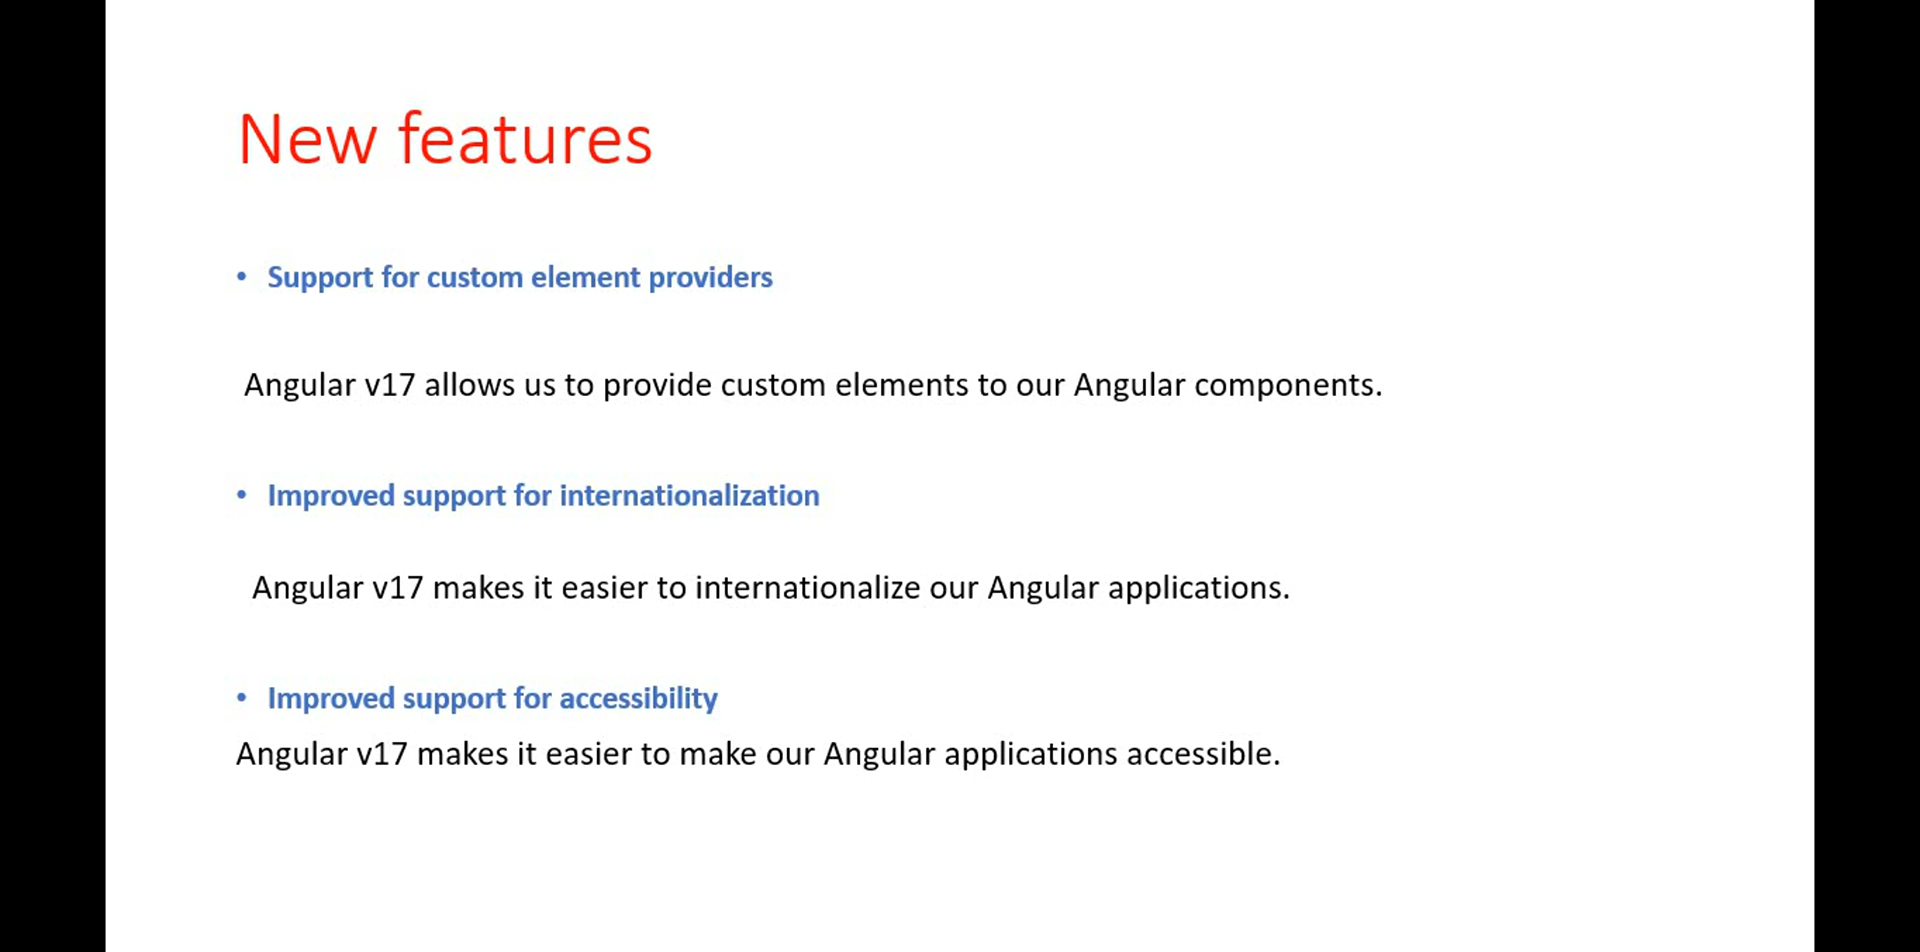 New features
• Support for custom element providers
Angular v17 allows us to provide custom elements to our Angular components.
• Improved support for internationalization
Angular v17 makes it easier to internationalize our Angular applications.
• Improved support for accessibility
Angular v17 makes it easier to make our Angular applications accessible.